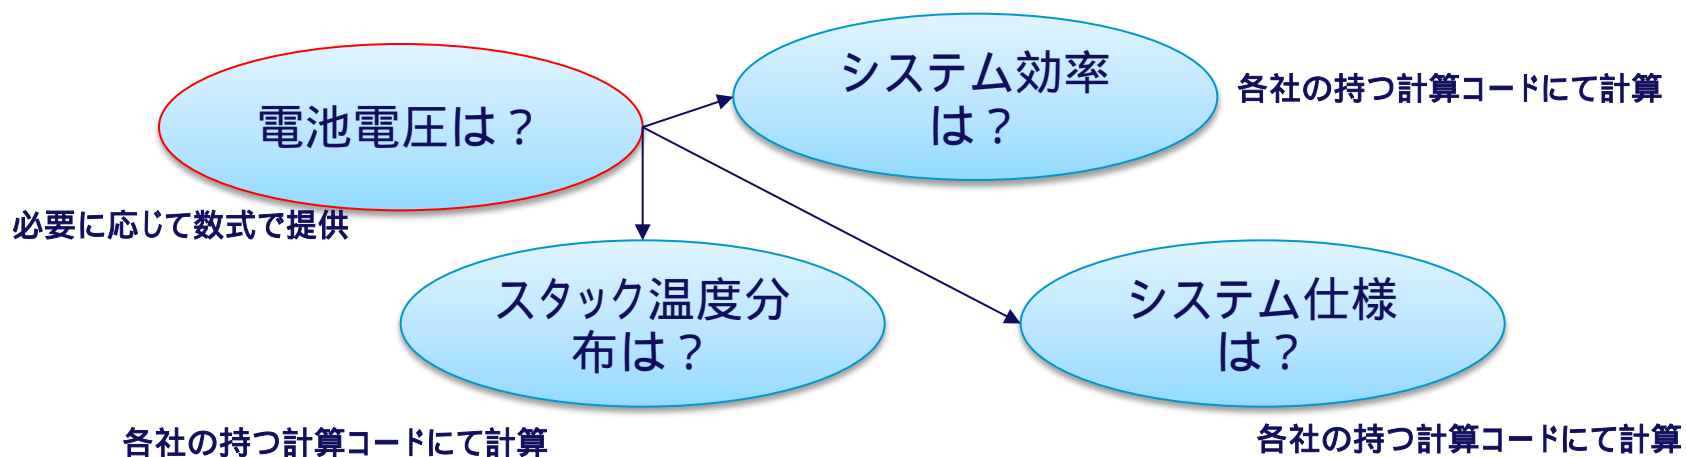 システム効率
は？
各社の持つ計算コードにて計算
電池電圧は？
必要に応じて数式で提供
スタック温度分
布は？
システム仕様
は？
各社の持つ計算コードにて計算
各社の持つ計算コードにて計算